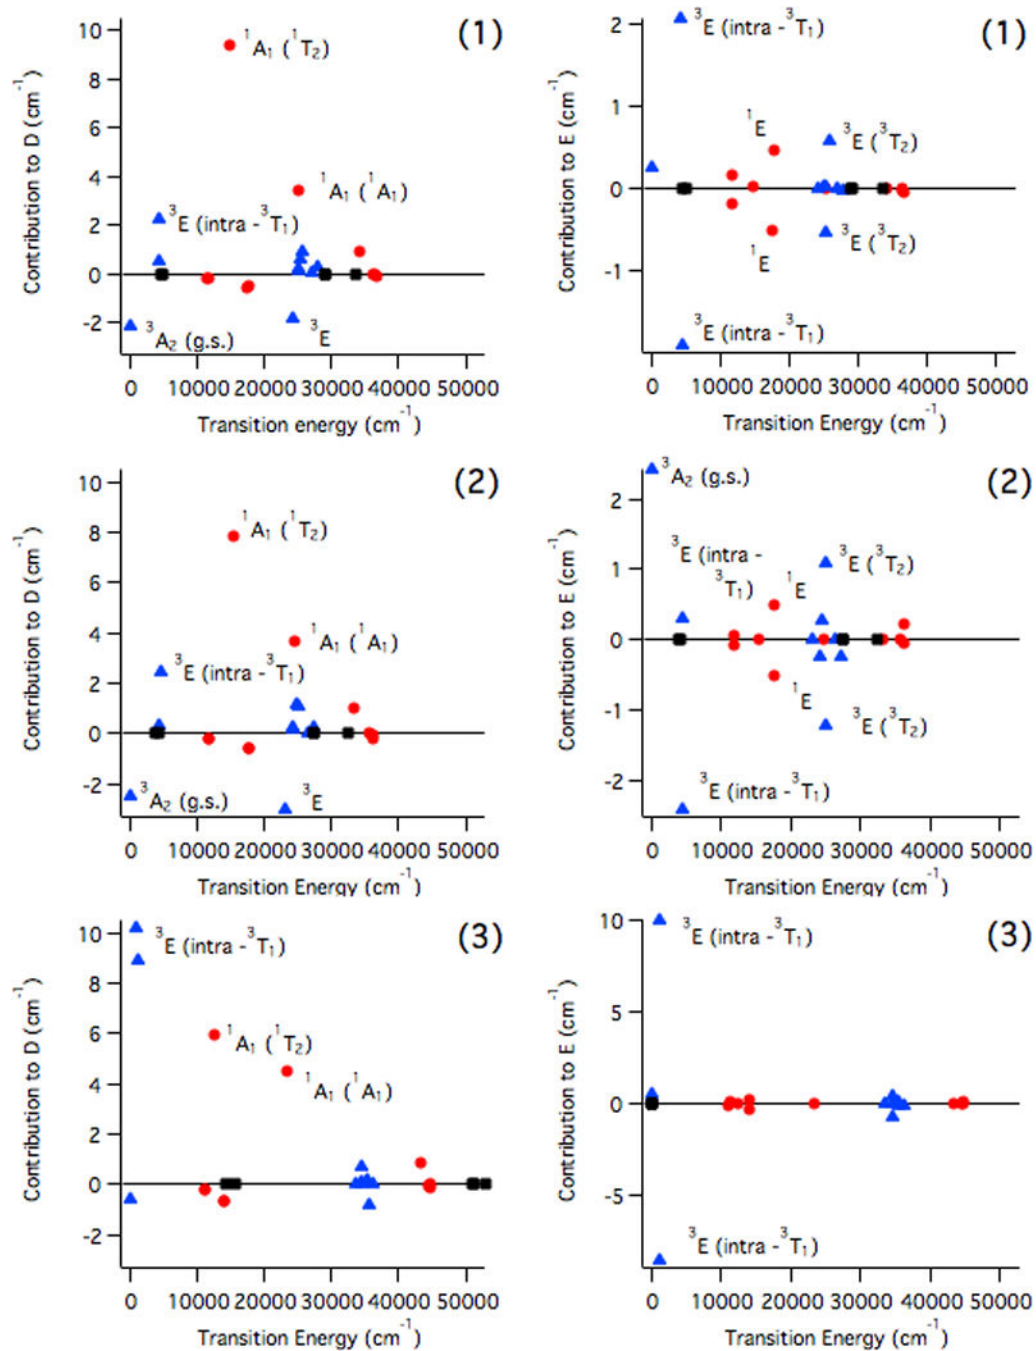 (1)
Contribution to D (cm⁻¹)
10
8
6
4
2
0
-2
¹A₁ (¹T₂)
¹A₁ (¹A₁)
³E (intra -³T₁)
³A₂ (g.s.)
³E
0 10000 20000 30000 40000 50000
Transition energy (cm⁻¹)
(1)
Contribution to E (cm⁻¹)
2
1
0
-1
³E (intra -³T₁)
¹E
³E (³T₂)
¹E
³E (³T₂)
³E (intra -³T₁)
0 10000 20000 30000 40000 50000
Transition Energy (cm⁻¹)
(2)
Contribution to D (cm⁻¹)
10
8
6
4
2
0
-2
¹A₁ (¹T₂)
¹A₁ (¹A₁)
³E (intra -³T₁)
³A₂ (g.s.)
³E
0 10000 20000 30000 40000 50000
Transition Energy (cm⁻¹)
(2)
Contribution to E (cm⁻¹)
2
1
0
-1
-2
³A₂ (g.s.)
³E (intra -
³T₁)
¹E
³E (³T₂)
¹E
³E (³T₂)
³E (intra -³T₁)
0 10000 20000 30000 40000 50000
Transition Energy (cm⁻¹)
(3)
Contribution to D (cm⁻¹)
10
8
6
4
2
0
-2
³E (intra -³T₁)
¹A₁ (¹T₂)
¹A₁ (¹A₁)
0 10000 20000 30000 40000 50000
Transition Energy (cm⁻¹)
(3)
Contribution to E (cm⁻¹)
10
5
0
-5
³E (intra -³T₁)
³E (intra -³T₁)
0 10000 20000 30000 40000 50000
Transition Energy (cm⁻¹)